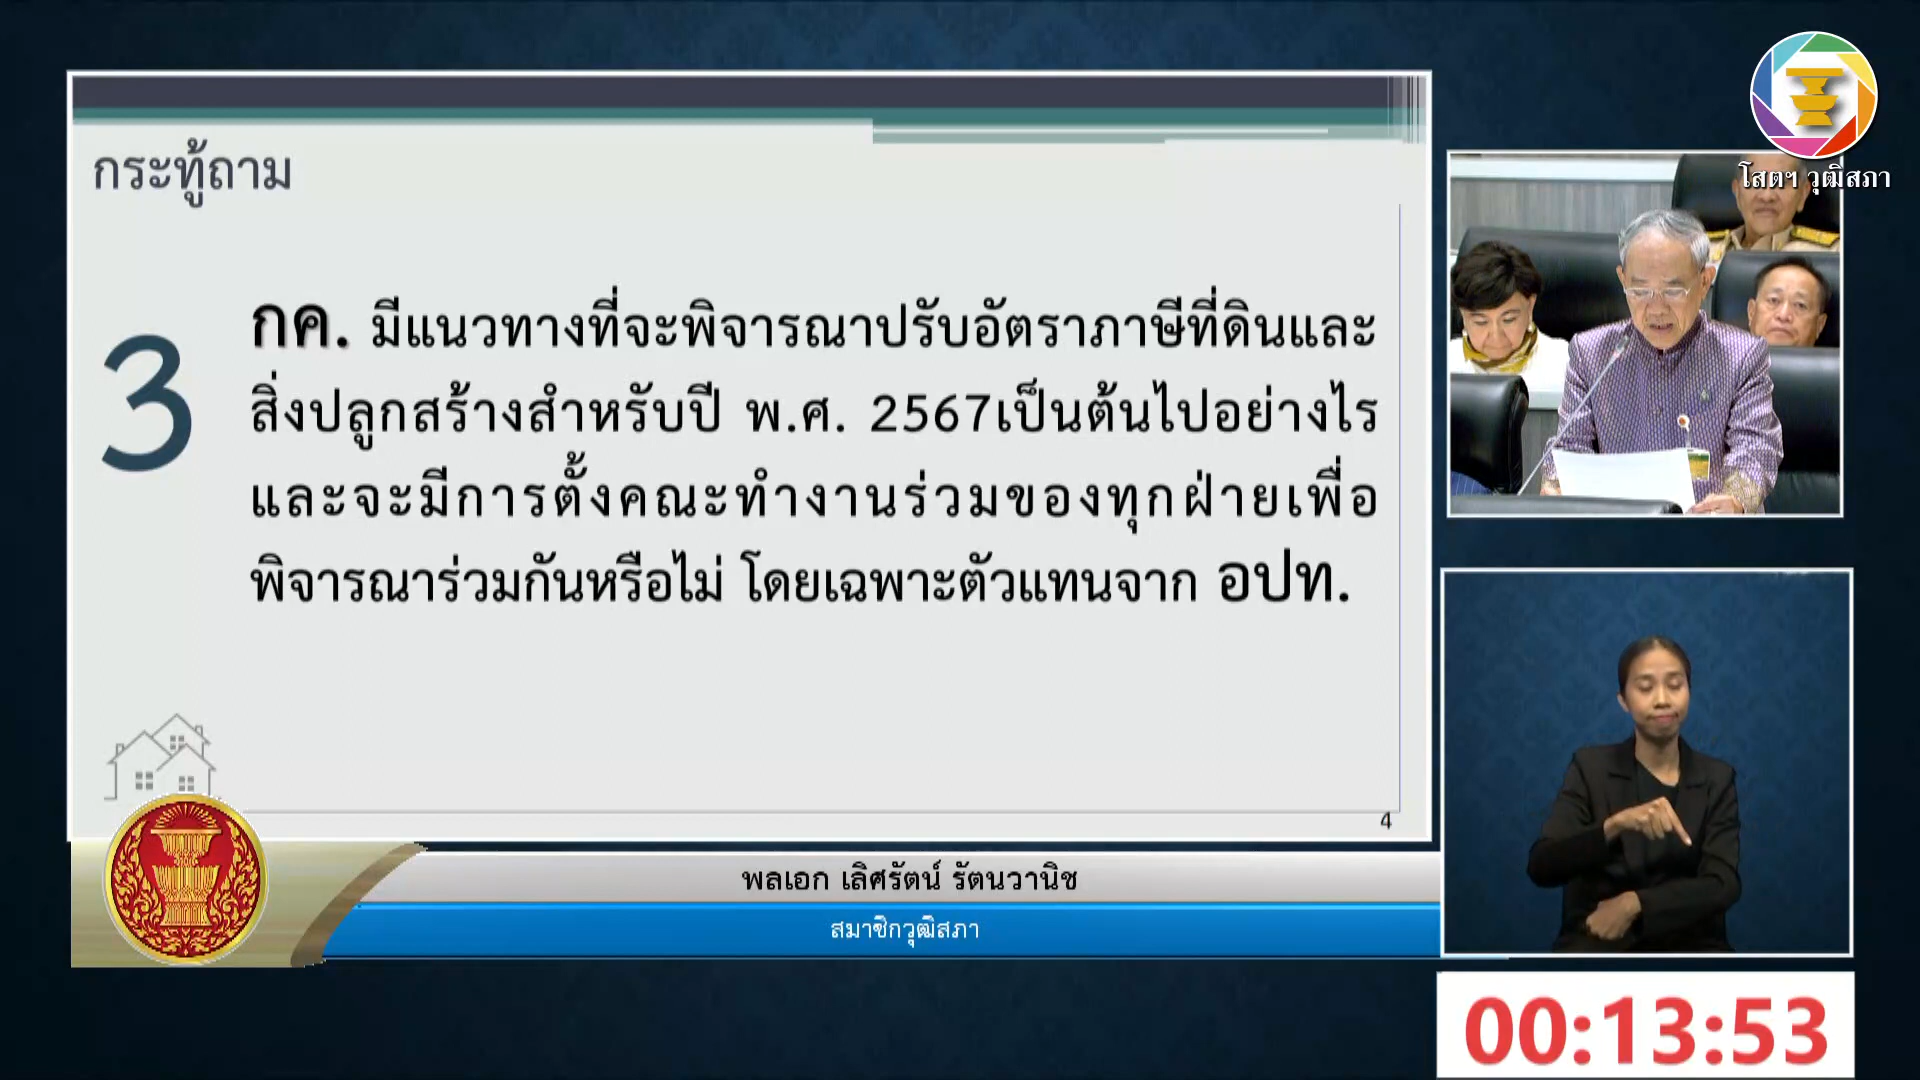 โสตฯ วุฒิสภา
กระทู้ถาม
3
กค. มีแนวทางที่จะพิจารณาปรับอัตราภาษีที่ดินและ
สิ่งปลูกสร้างสำหรับปี พ.ศ. 2567เป็นต้นไปอย่างไร
และจะมีการตั้งคณะทำงานร่วมของทุกฝ่ายเพื่อ
พิจารณาร่วมกันหรือไม่ โดยเฉพาะตัวแทนจาก อปท.
4
พลเอก เลิศรัตน์ รัตนวานิช
สมาชิกวุฒิสภา
00:13:53